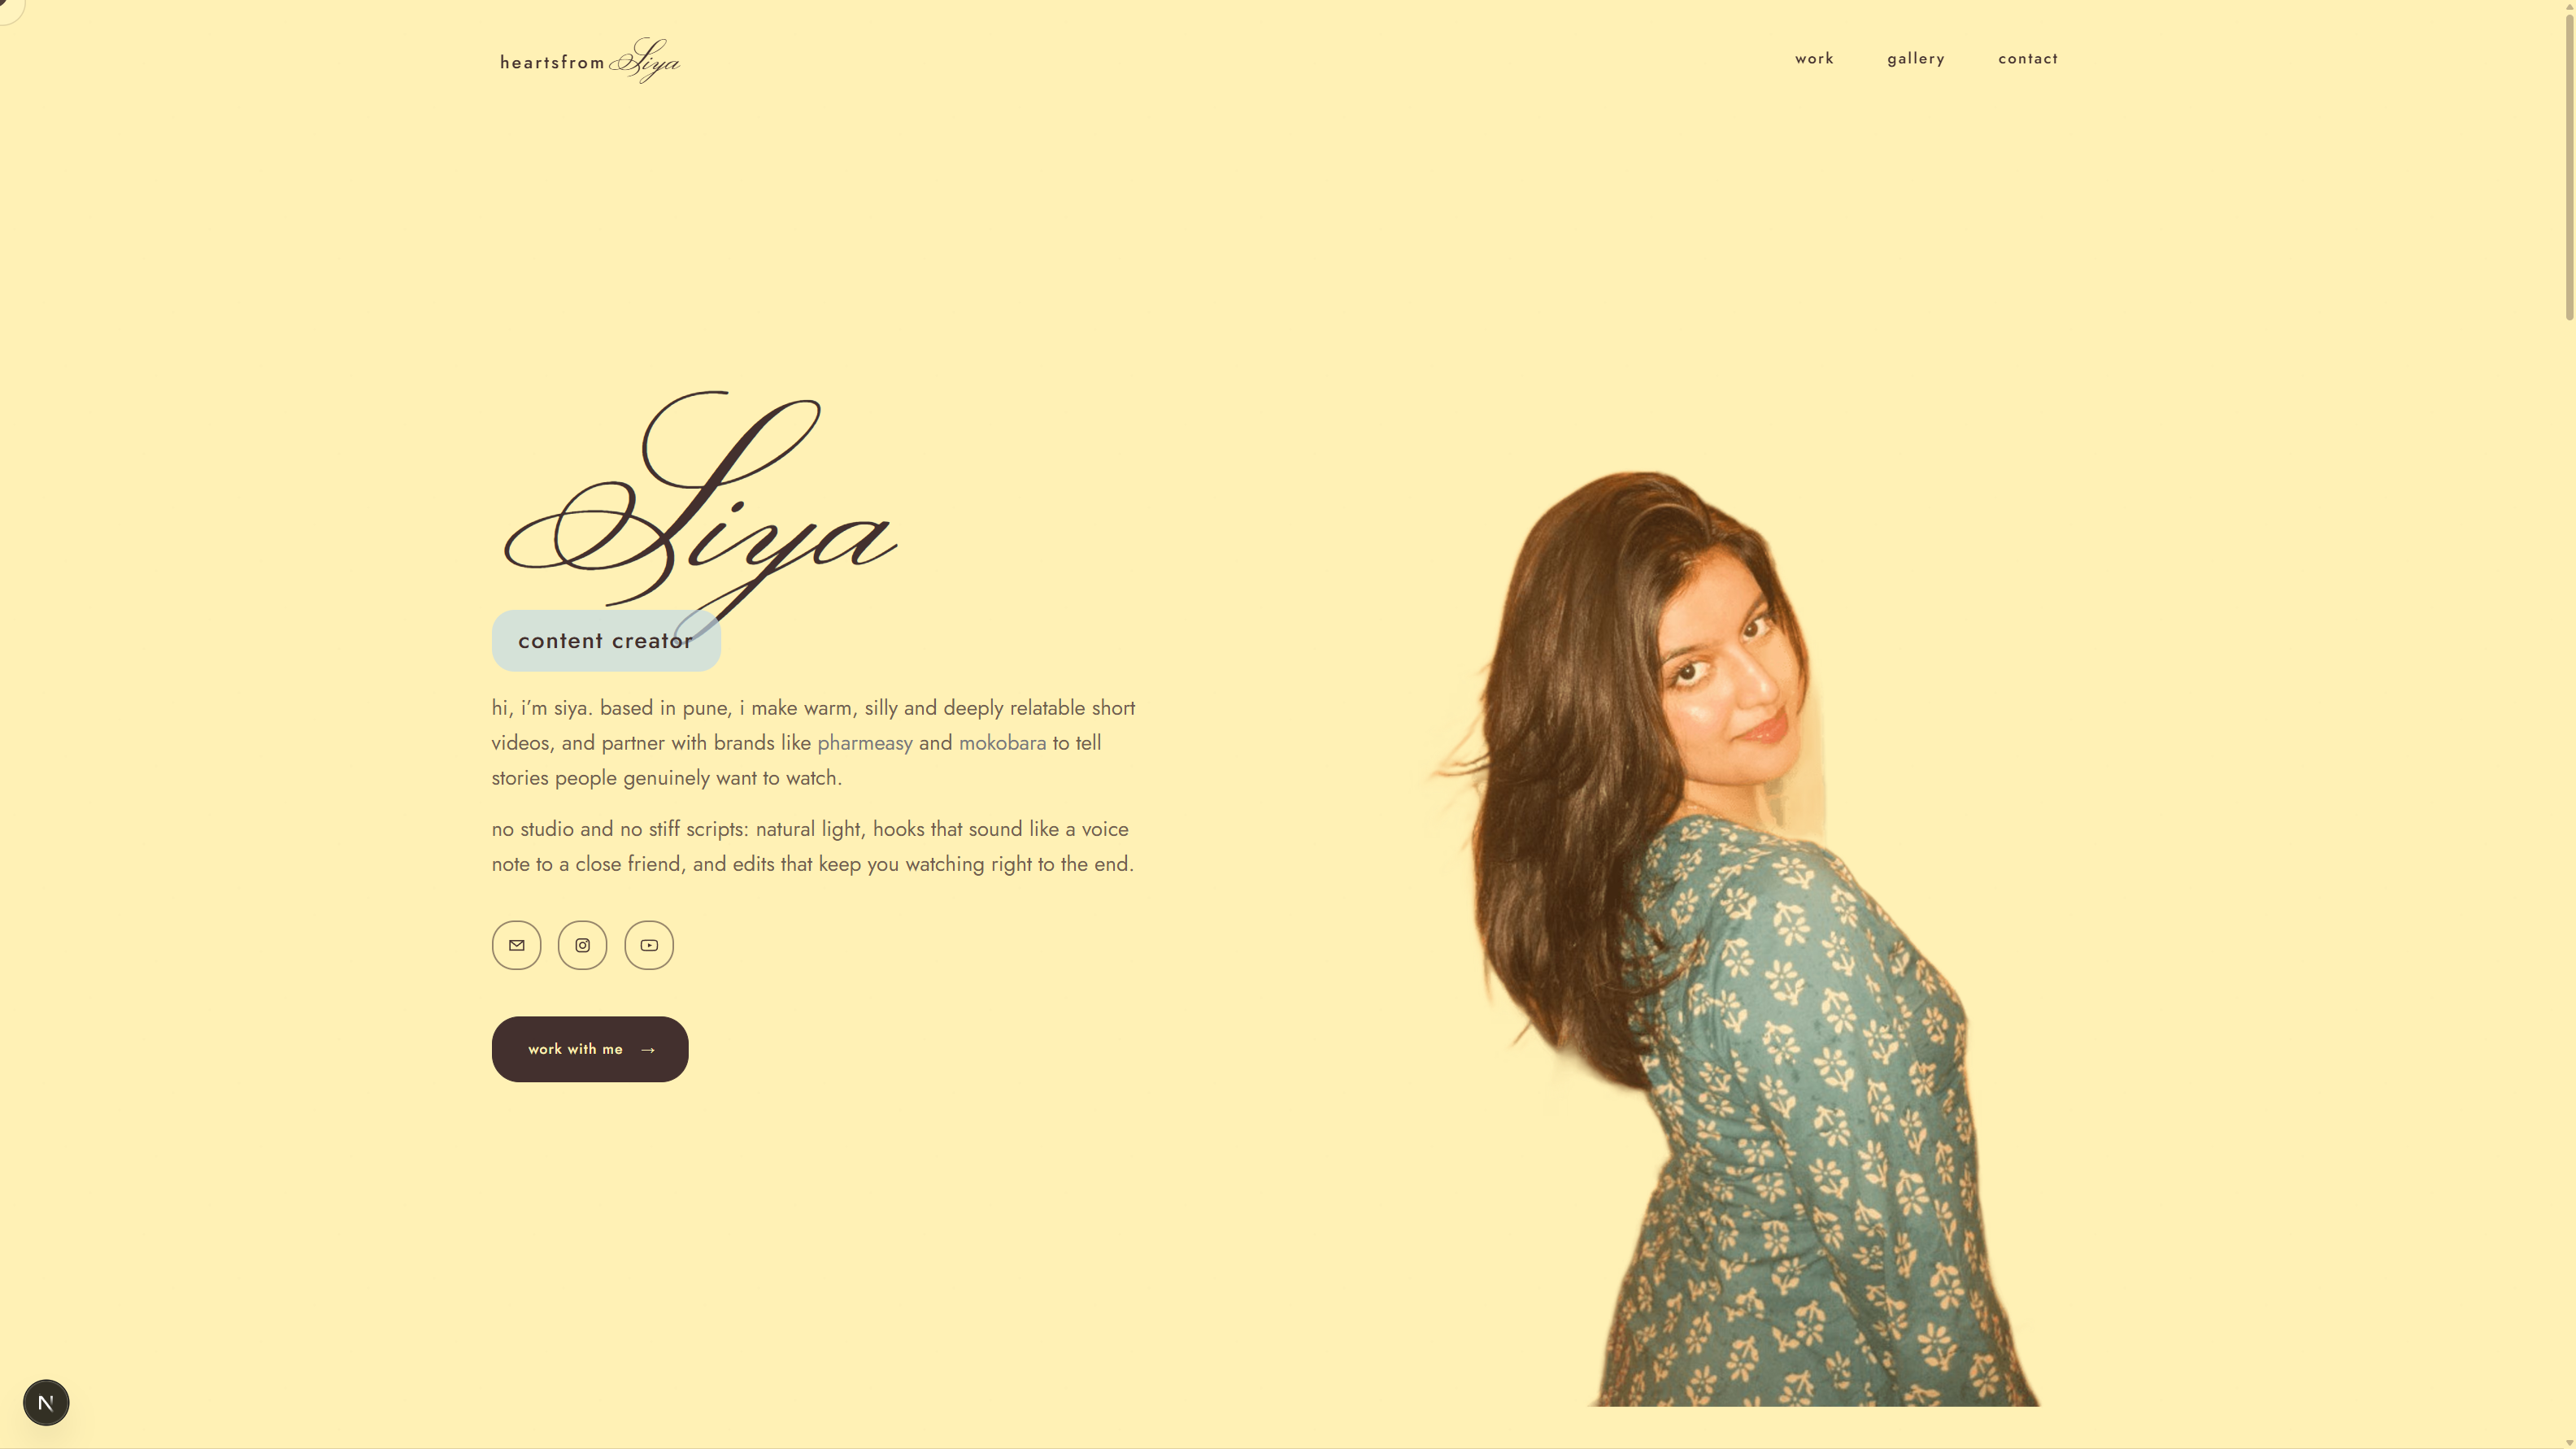 heartsfrom Siya
work gallery contact
Siya
content creator
hi, i’m siya. based in pune, i make warm, silly and deeply relatable short
videos, and partner with brands like pharmeasy and mokobara to tell
stories people genuinely want to watch.
no studio and no stiff scripts: natural light, hooks that sound like a voice
note to a close friend, and edits that keep you watching right to the end.
work with me →
N